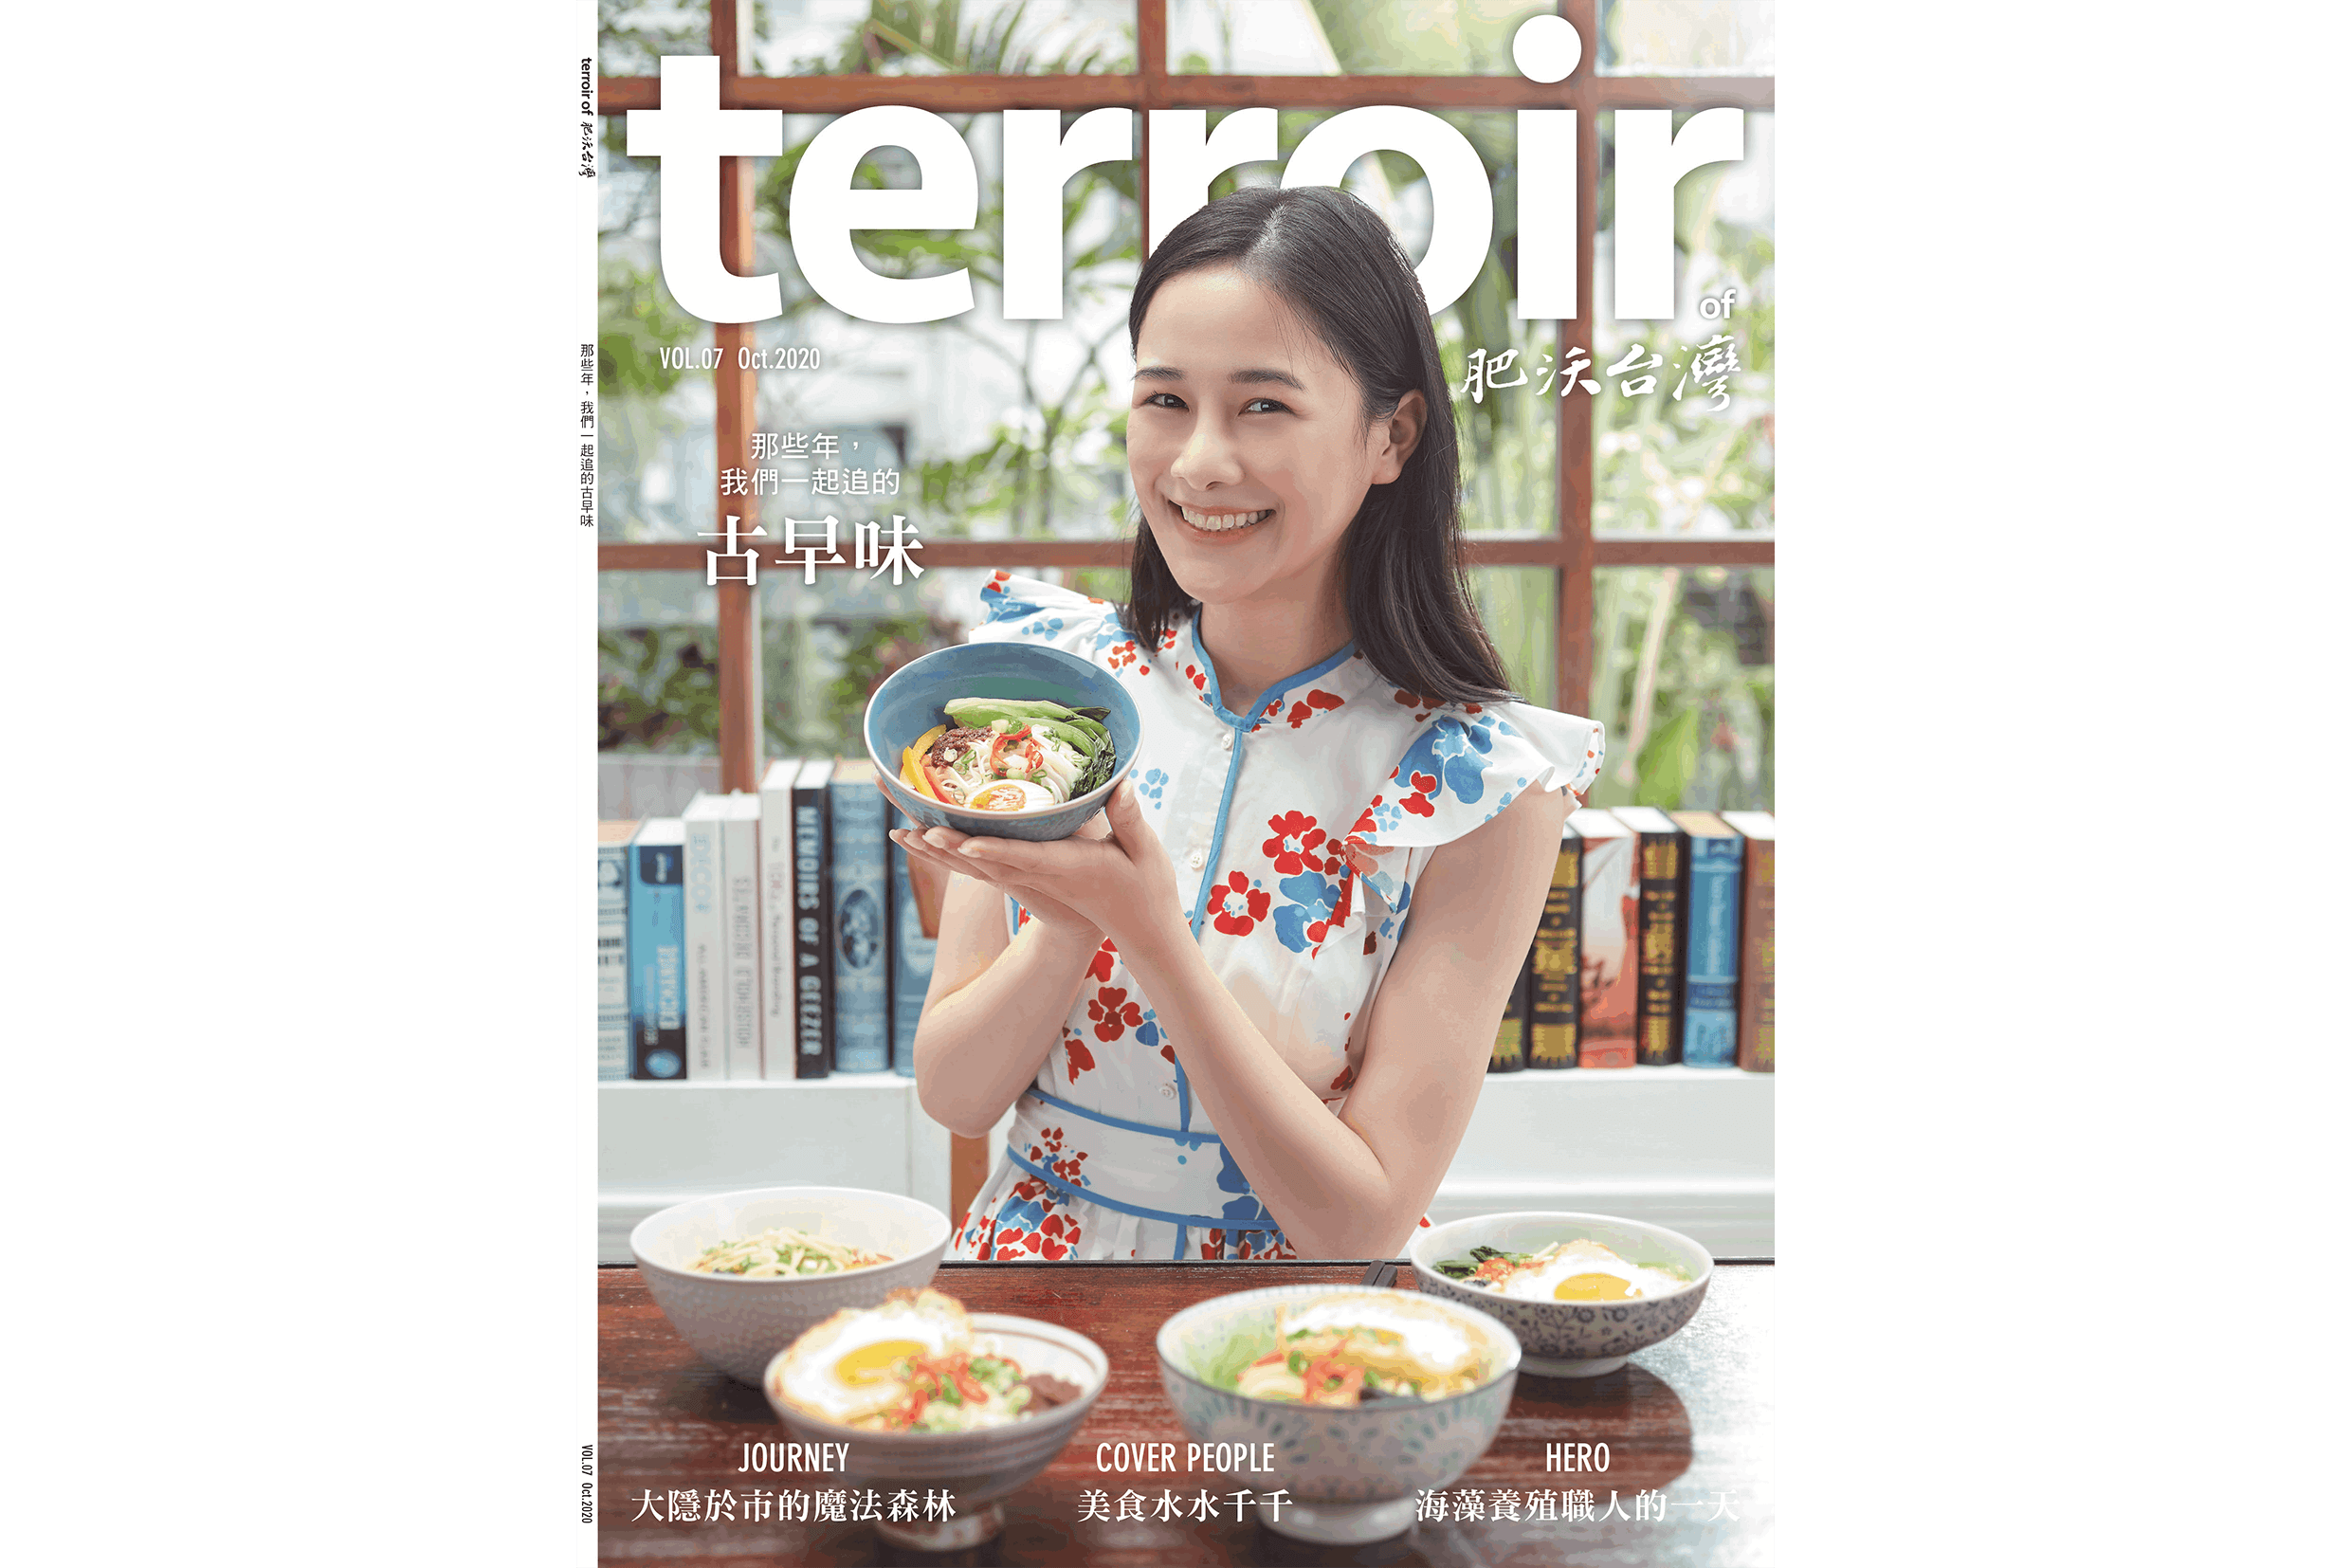 terroir of 肥沃台灣
那些年，我們一起追的古早味
VOL.07 Oct.2020
terroir
of
肥沃台灣
VOL.07 Oct.2020
那些年，
我們一起追的
古早味
MEMOIRS OF A GEEZER
JOURNEY
大隱於市的魔法森林
COVER PEOPLE
美食水水千千
HERO
海藻養殖職人的一天